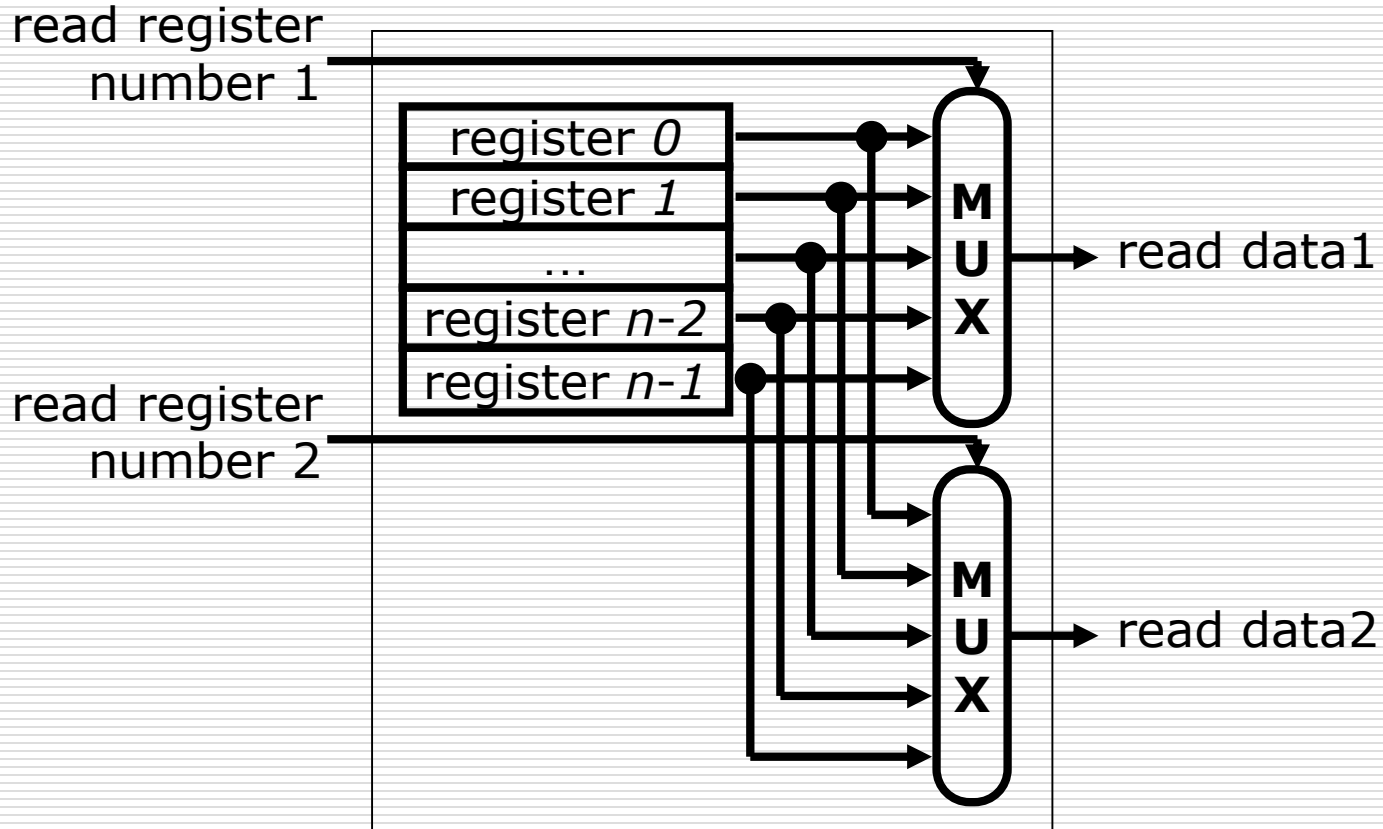 read register
number 1
register 0
register 1
...
register n-2
register n-1
M
U
X
read data1
read register
number 2
M
U
X
read data2